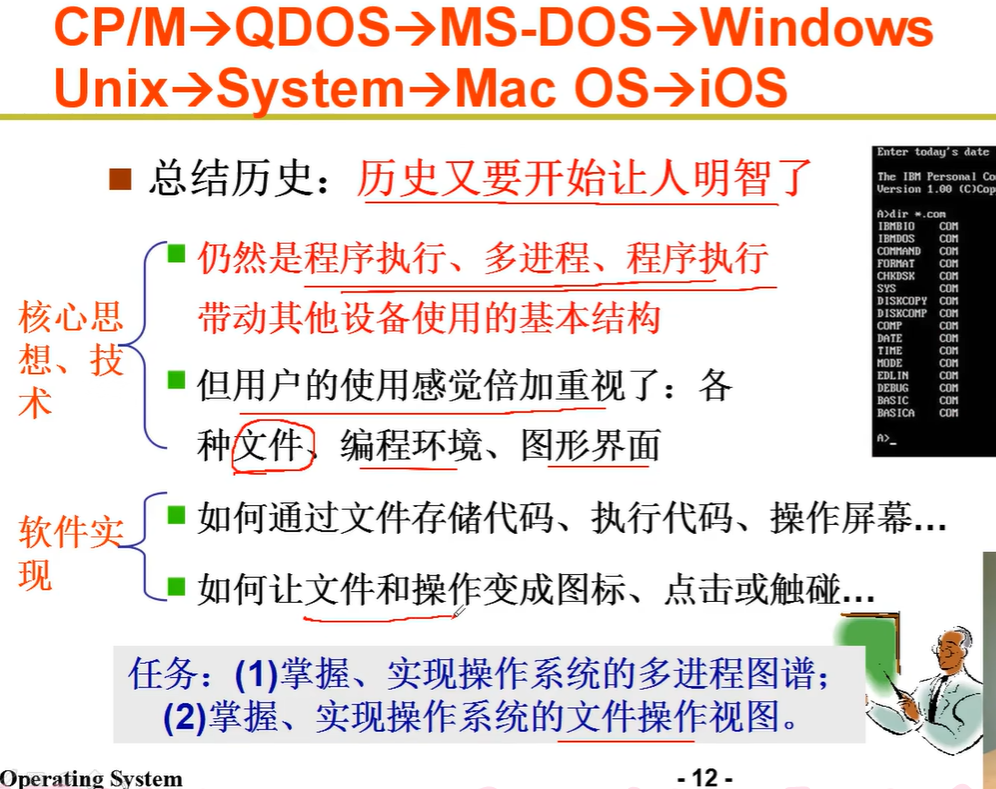 CP/M→QDOS→MS-DOS→Windows
Unix→System→Mac OS→iOS
总结历史：历史又要开始让人明智了
核心思
想、技
术
仍然是程序执行、多进程、程序执行
带动其他设备使用的基本结构
但用户的使用感觉倍加重视了：各
种文件、编程环境、图形界面
软件实
现
如何通过文件存储代码、执行代码、操作屏幕…
如何让文件和操作变成图标、点击或触碰…
任务：(1)掌握、实现操作系统的多进程图谱；
(2)掌握、实现操作系统的文件操作视图。
Enter today's date
The IBM Personal Co
Version 1.00 (C)Cop
A>dir *.com
IBMBIO COM
IBMDOS COM
COMMAND COM
FORMAT COM
CHKDSK COM
SYS COM
DISKCOPY COM
DISKCOMP COM
COMP COM
DATE COM
TIME COM
MODE COM
EDLIN COM
DEBUG COM
BASIC COM
BASICA COM
A>_
Operating System
- 12 -